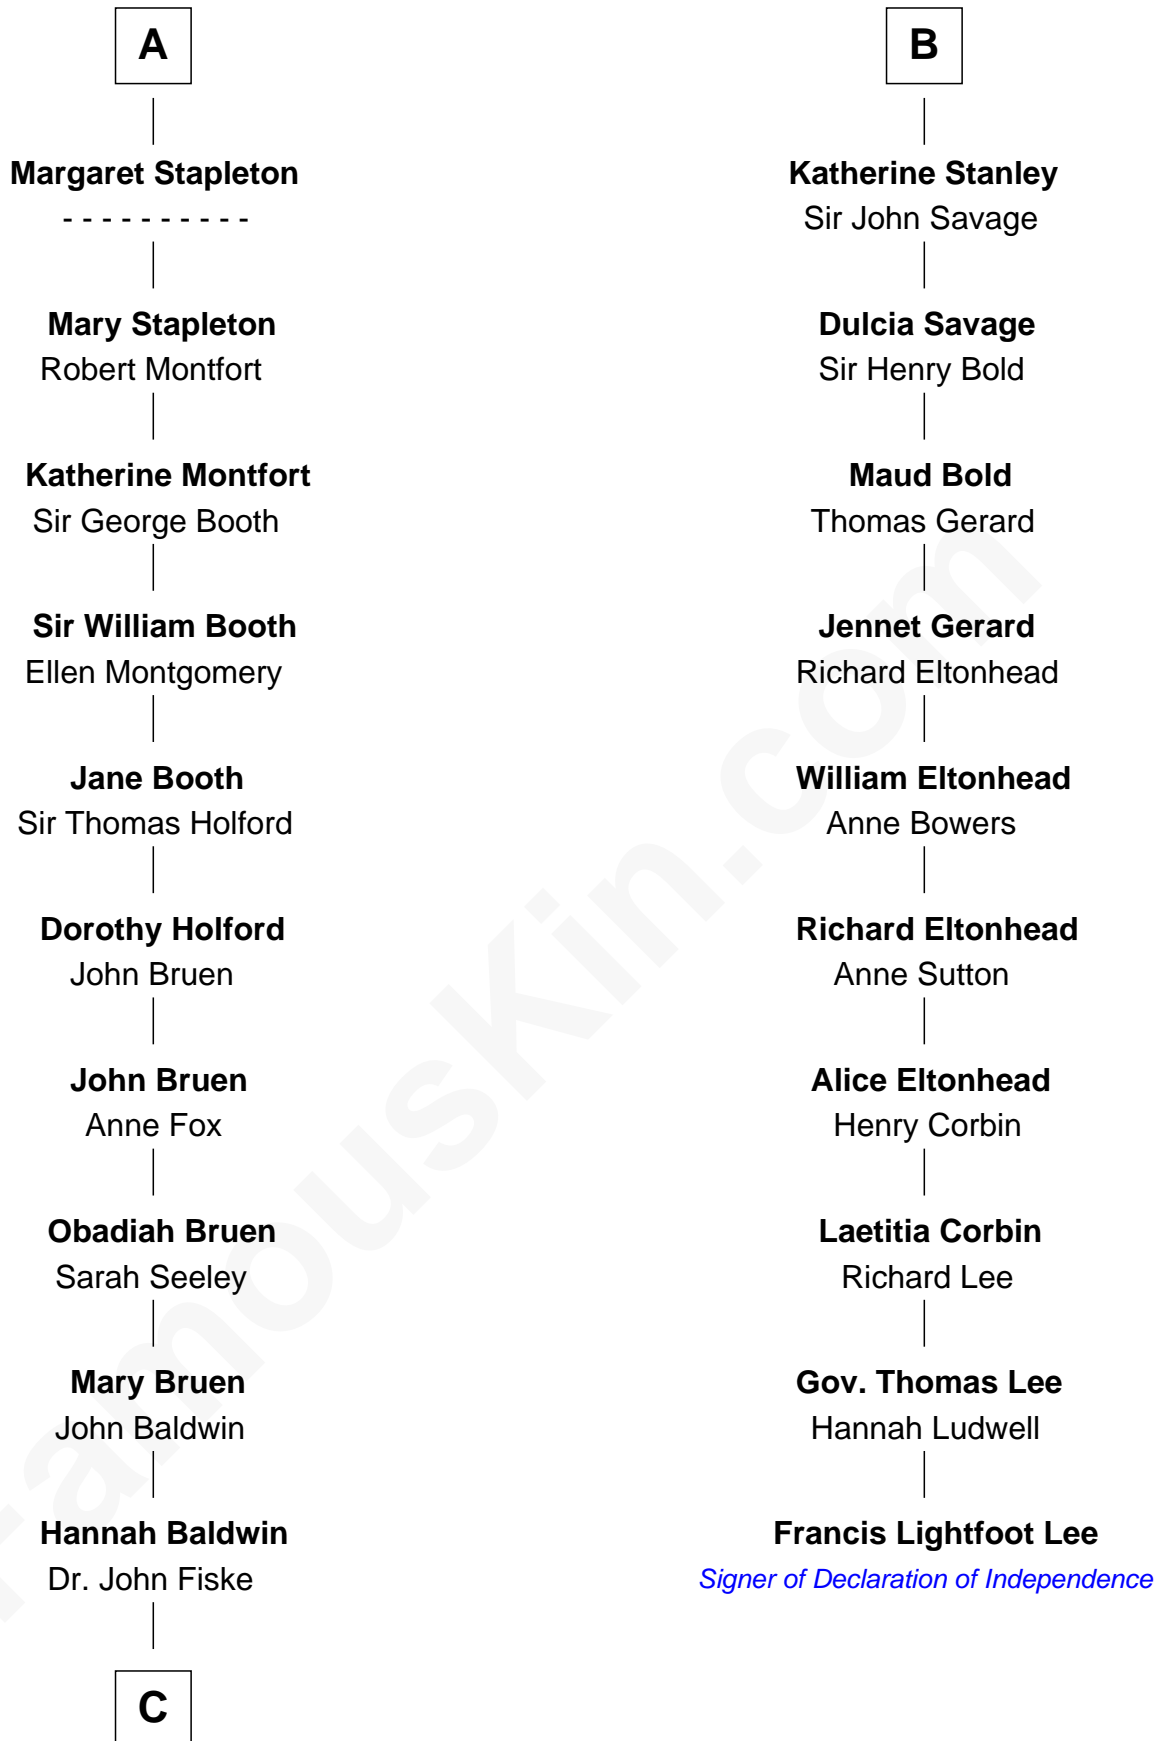 A
Margaret Stapleton
- - - - - - - - - -
Mary Stapleton
Robert Montfort
Katherine Montfort
Sir George Booth
Sir William Booth
Ellen Montgomery
Jane Booth
Sir Thomas Holford
Dorothy Holford
John Bruen
John Bruen
Anne Fox
Obadiah Bruen
Sarah Seeley
Mary Bruen
John Baldwin
Hannah Baldwin
Dr. John Fiske
C
B
Katherine Stanley
Sir John Savage
Dulcia Savage
Sir Henry Bold
Maud Bold
Thomas Gerard
Jennet Gerard
Richard Eltonhead
William Eltonhead
Anne Bowers
Richard Eltonhead
Anne Sutton
Alice Eltonhead
Henry Corbin
Laetitia Corbin
Richard Lee
Gov. Thomas Lee
Hannah Ludwell
Francis Lightfoot Lee
Signer of Declaration of Independence
FamousKin.com